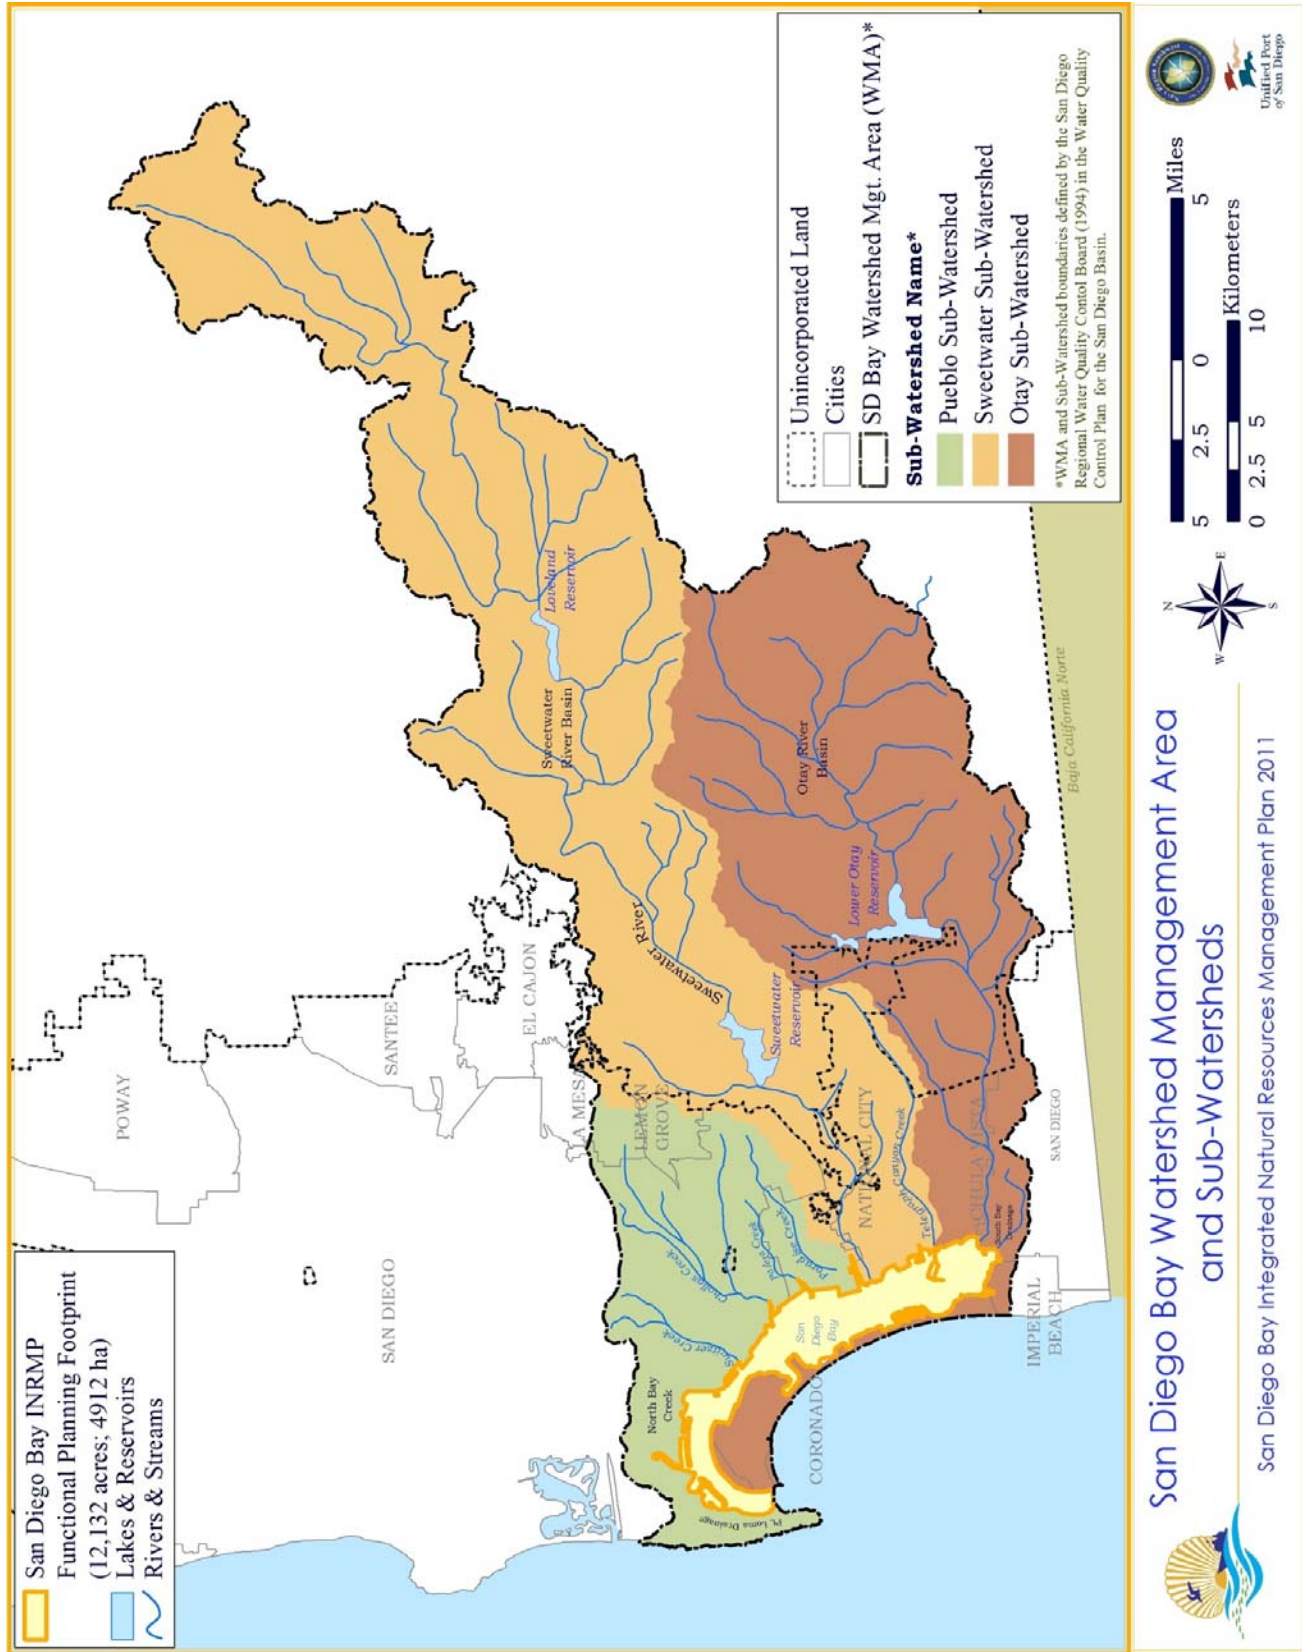 San Diego Bay INRMP
Functional Planning Footprint
(12,132 acres; 4912 ha)
Lakes & Reservoirs
Rivers & Streams
POWAY
SANTEE
SAN DIEGO
EL CAJON
LA MESA
LEMON
GROVE
Sweetwater River
Sweetwater
River Basin
Loveland
Reservoir
Sweetwater
Reservoir
Otay River
Basin
Lower Otay
Reservoir
NATIONAL CITY
Telegraph Canyon Creek
CHULA VISTA
South Bay
Drainage
Chollas Creek
Paradise Creek
Switzer Creek
North Bay
Creek
Pt. Loma Drainage
San
Diego
Bay
CORONADO
IMPERIAL
BEACH
SAN DIEGO
Baja California Norte
Unincorporated Land
Cities
SD Bay Watershed Mgt. Area (WMA)*
Sub-Watershed Name*
Pueblo Sub-Watershed
Sweetwater Sub-Watershed
Otay Sub-Watershed
*WMA and Sub-Watershed boundaries defined by the San Diego
Regional Water Quality Contol Board (1994) in the Water Quality
Control Plan for the San Diego Basin.
San Diego Bay Watershed Management Area
and Sub-Watersheds
San Diego Bay Integrated Natural Resources Management Plan 2011
N
W
E
S
5 2.5 0 5
Miles
Kilometers
0 2.5 5 10
Unified Port
of San Diego